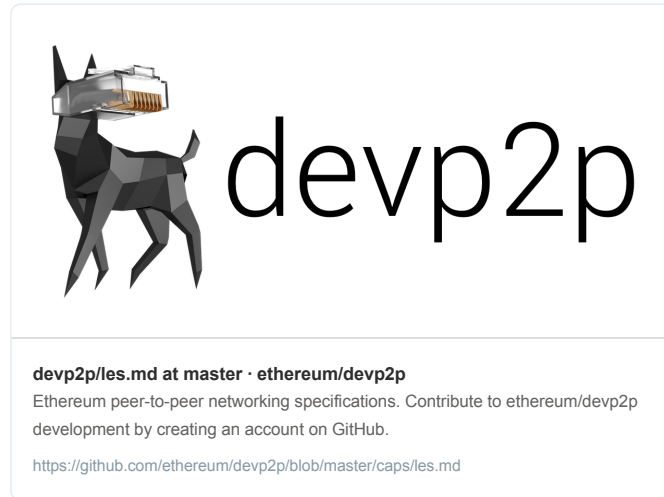 devp2p
devp2p/les.md at master · ethereum/devp2p
Ethereum peer-to-peer networking specifications. Contribute to ethereum/devp2p
development by creating an account on GitHub.
https://github.com/ethereum/devp2p/blob/master/caps/les.md